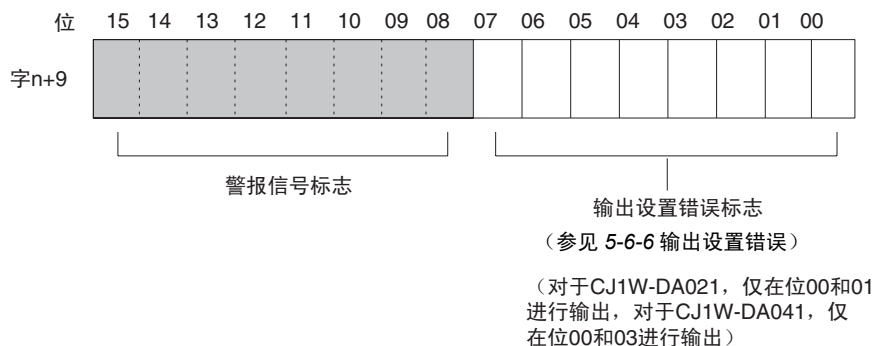 位 15 14 13 12 11 10 09 08 07 06 05 04 03 02 01 00
字n+9
警报信号标志
输出设置错误标志
（参见 5-6-6 输出设置错误）
（对于CJ1W-DA021，仅在位00和01
进行输出，对于CJ1W-DA041，仅
在位00和03进行输出）